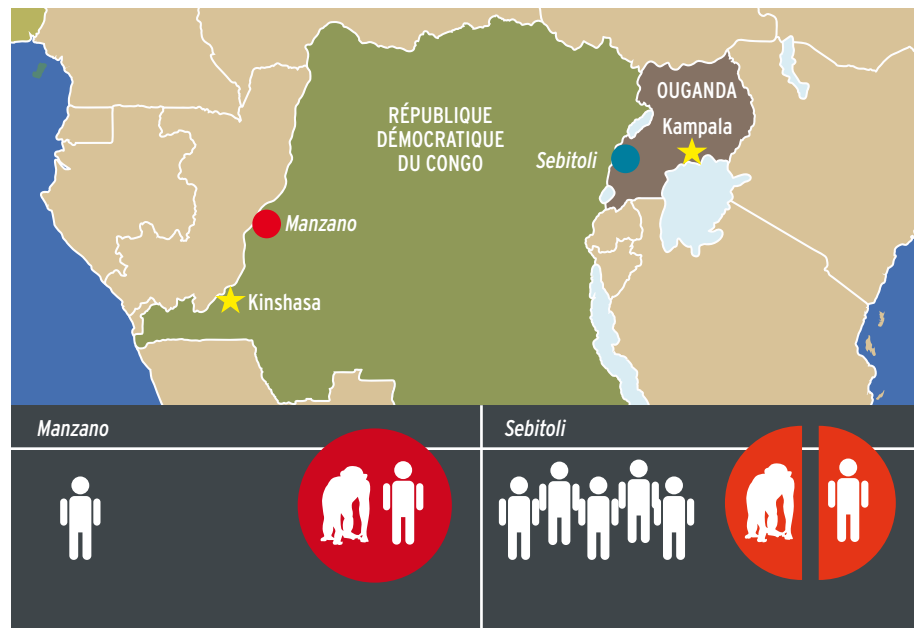 OUGANDA
Kampala
RÉPUBLIQUE
DÉMOCRATIQUE
DU CONGO
Sebitoli
Manzano
Kinshasa
Manzano
Sebitoli